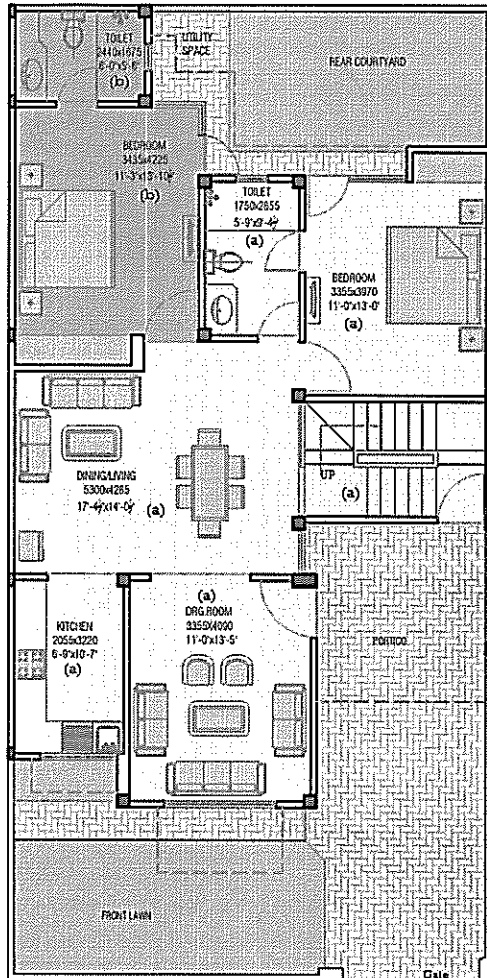 TOILET
2440x1675
8'-0"x5'-6"
(b)
UTILITY
SPACE
REAR COURTYARD
BEDROOM
3435x4225
(b)
TOILET
1750x2855
(a)
BEDROOM
3355x3970
11'-0"x13'-0"
(a)
DINING/LIVING
5300x4265
(a)
UP
(a)
KITCHEN
2055x3220
6'-9"x10'-7"
(a)
(a)
DRG.ROOM
3355x4090
11'-0"x13'-5"
PORTICO
FRONT LAWN
Gate